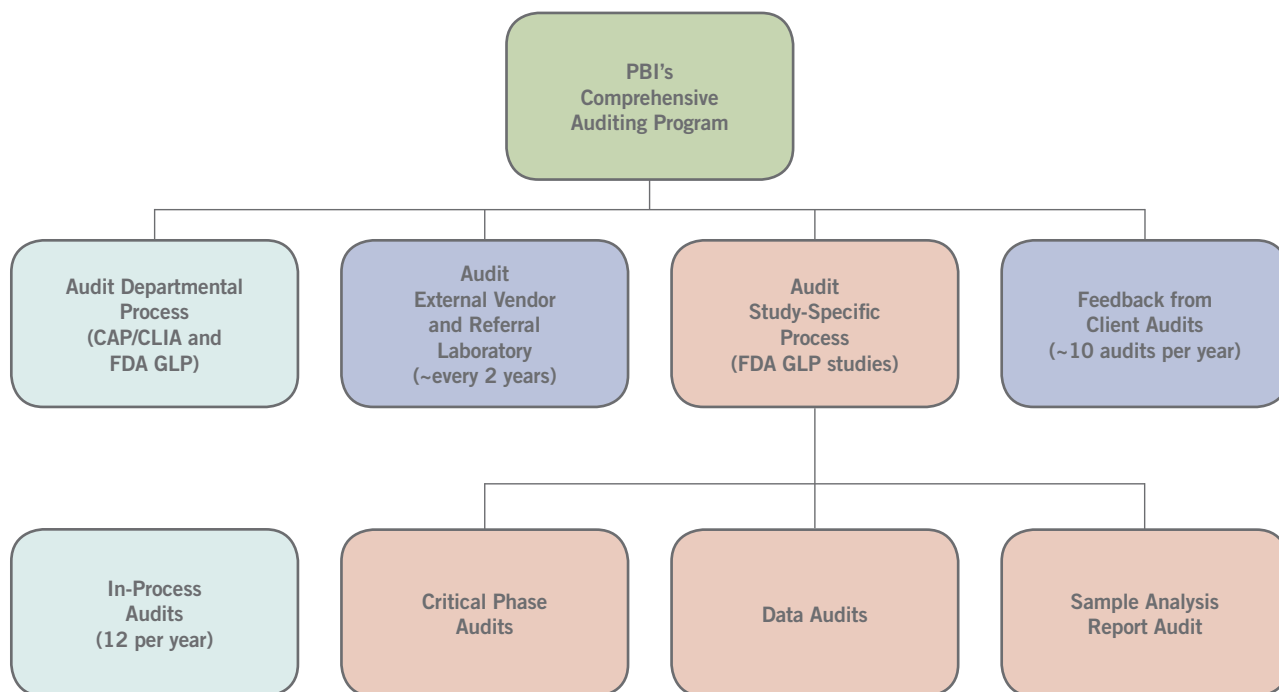 PBI's
Comprehensive
Auditing Program
Audit Departmental
Process
(CAP/CLIA and
FDA GLP)
Audit
External Vendor
and Referral
Laboratory
(~every 2 years)
Audit
Study-Specific
Process
(FDA GLP studies)
Feedback from
Client Audits
(~10 audits per year)
In-Process
Audits
(12 per year)
Critical Phase
Audits
Data Audits
Sample Analysis
Report Audit